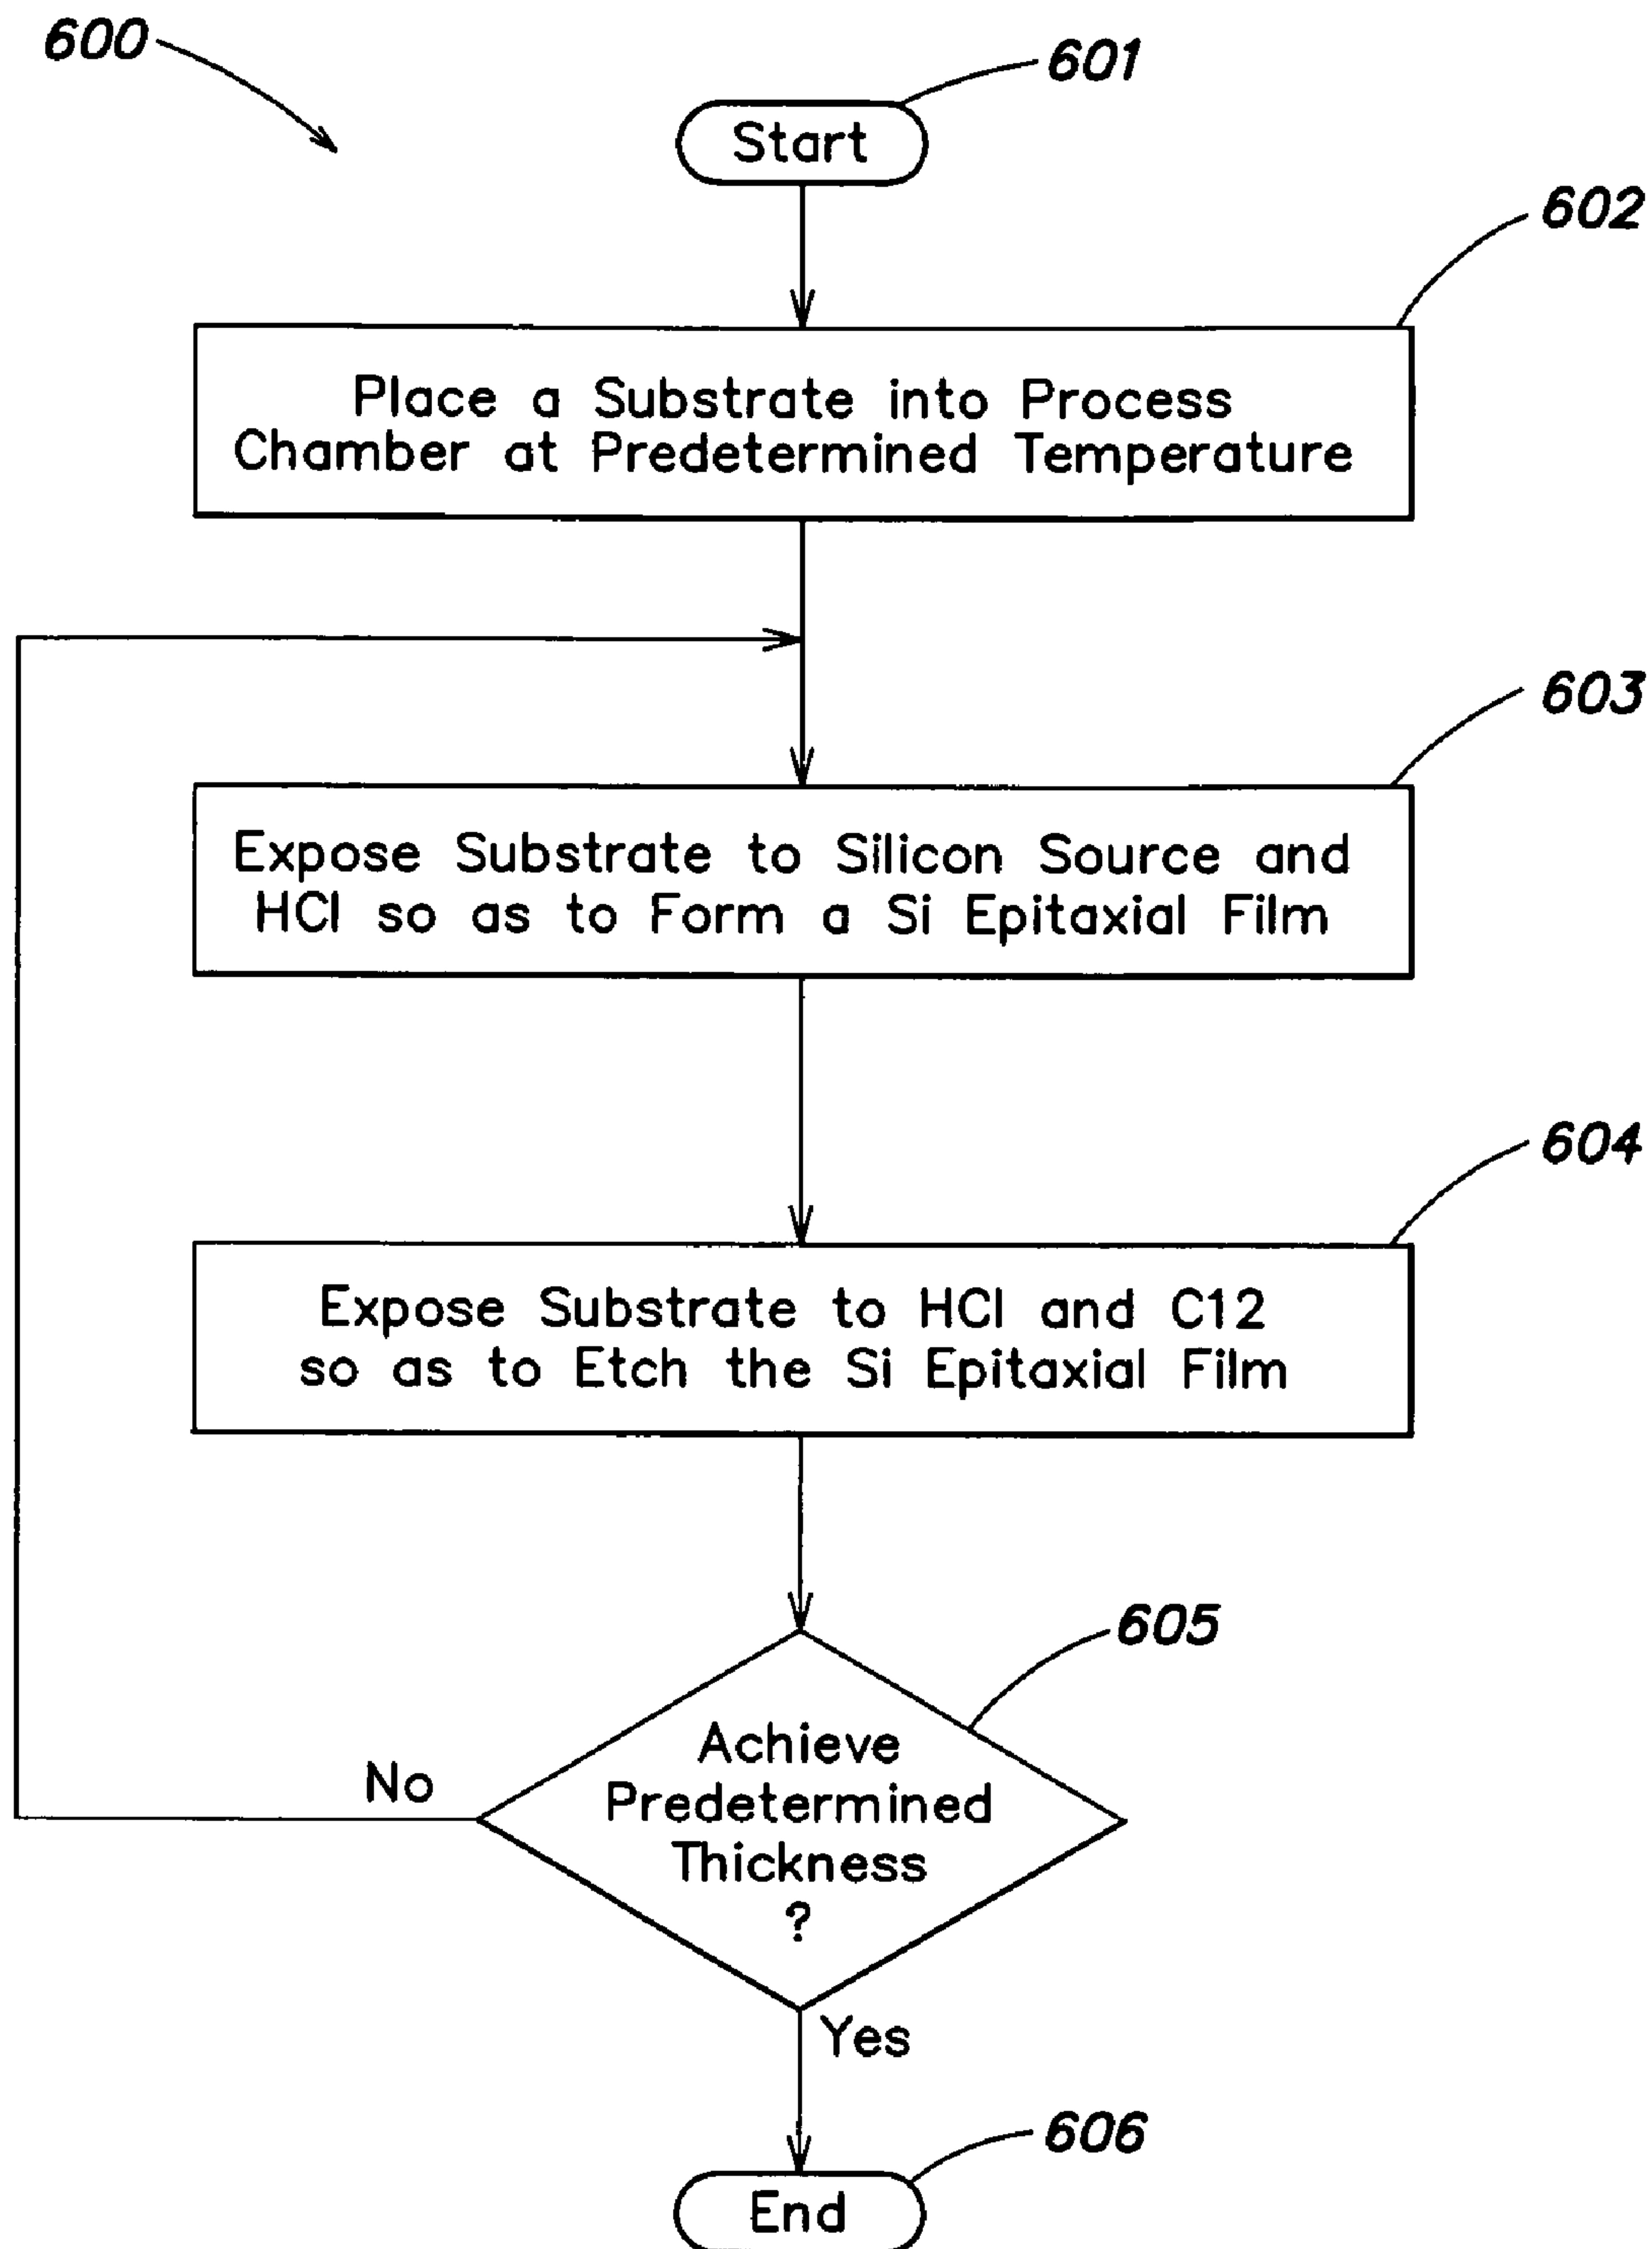 600
601
Start
602
Place a Substrate into Process
Chamber at Predetermined Temperature
603
Expose Substrate to Silicon Source and
HCl so as to Form a Si Epitaxial Film
604
Expose Substrate to HCl and C12
so as to Etch the Si Epitaxial Film
605
Achieve
Predetermined
Thickness
?
No
Yes
606
End